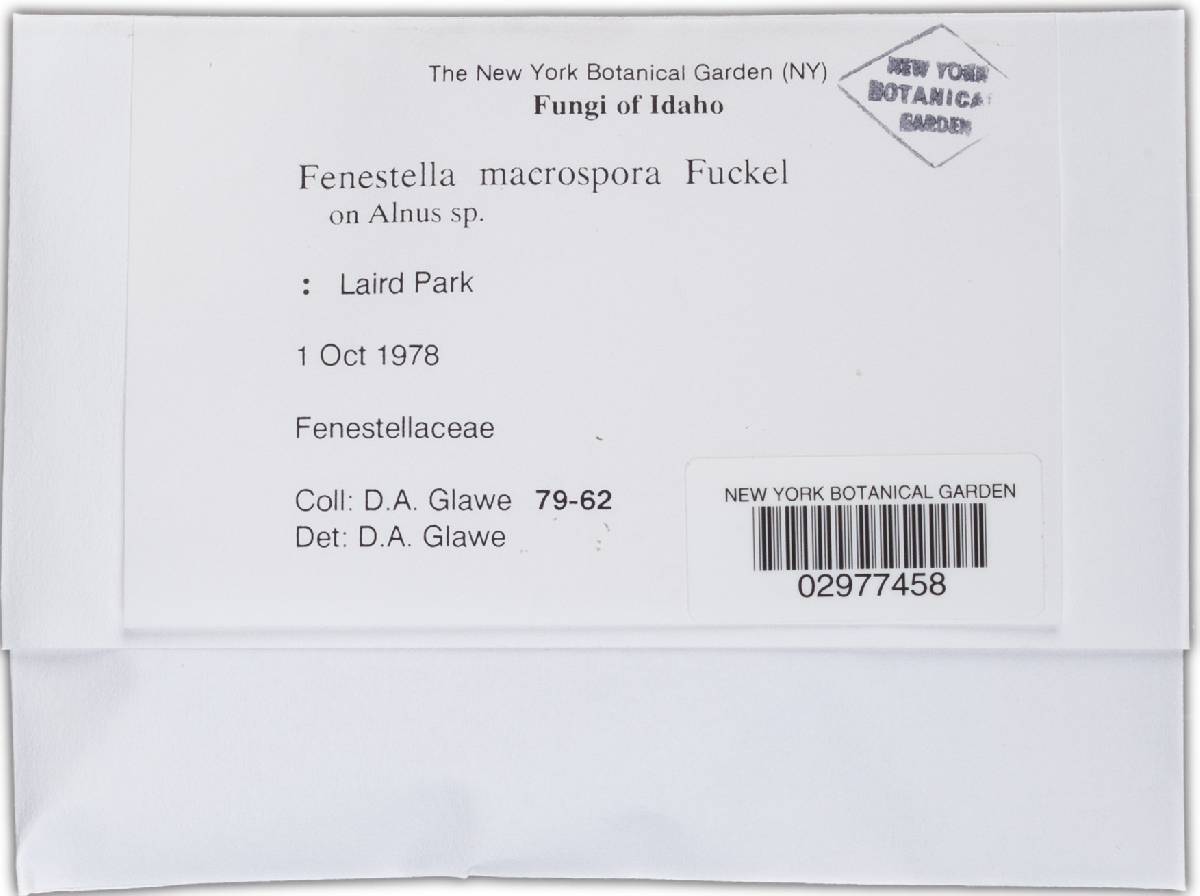 The New York Botanical Garden (NY)
Fungi of Idaho
NEW YORK
BOTANICA
GARDEN
Fenestella macrospora Fuckel
on Alnus sp.
: Laird Park
1 Oct 1978
Fenestellaceae
Coll: D.A. Glawe 79-62
Det: D.A. Glawe
NEW YORK BOTANICAL GARDEN
02977458